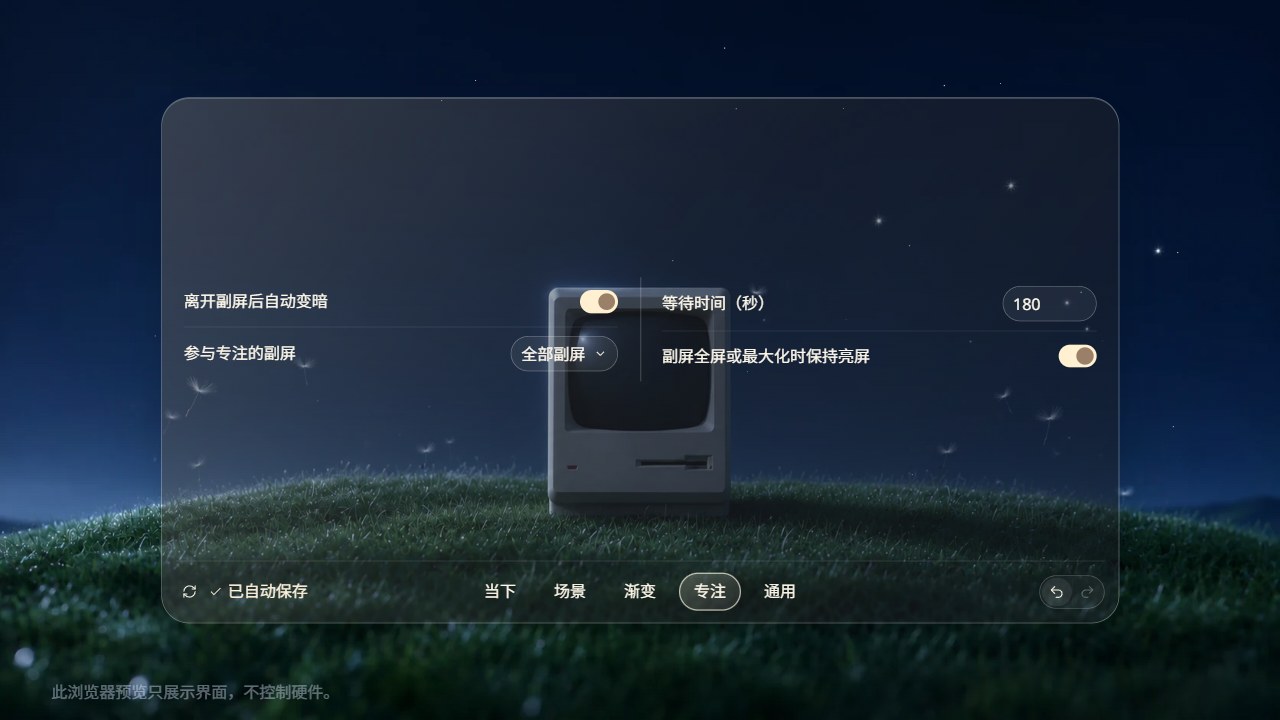 离开副屏后自动变暗
参与专注的副屏
全部副屏
等待时间（秒）
180
副屏全屏或最大化时保持亮屏
已自动保存
当下
场景
渐变
专注
通用
此浏览器预览只展示界面，不控制硬件。